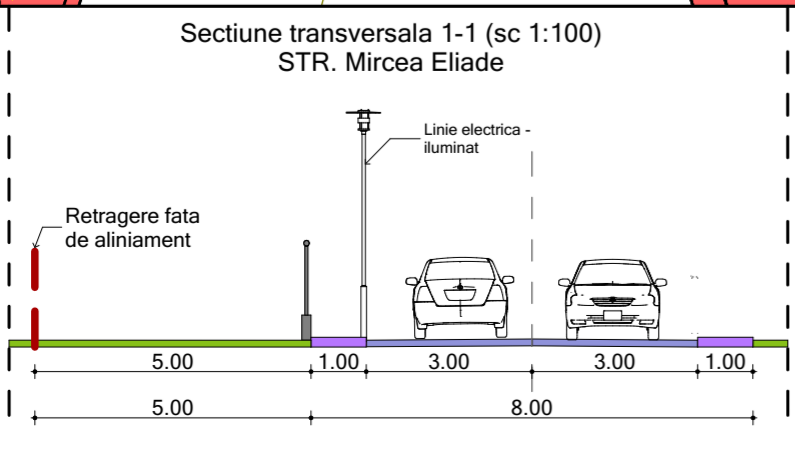 Sectiune transversala 1-1 (sc 1:100)
STR. Mircea Eliade
Linie electrica -
iluminat
Retragere fata
de aliniament
5.00 1.00 3.00 3.00 1.00
5.00 8.00